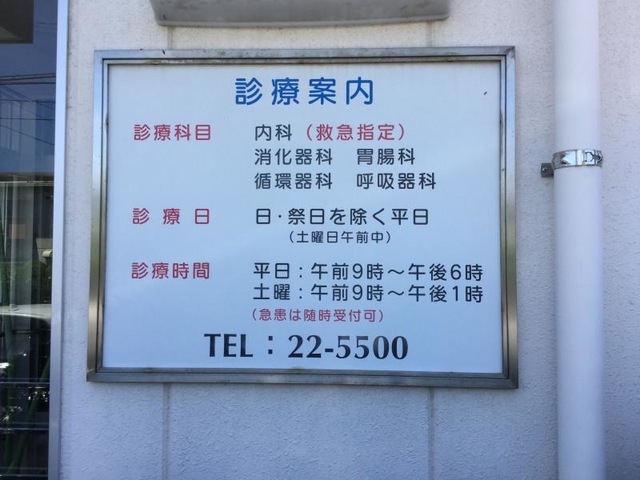 診療案内
診療科目 内科（救急指定）
消化器科 胃腸科
循環器科 呼吸器科
診療日 日・祭日を除く平日
（土曜日午前中）
診療時間 平日：午前9時～午後6時
土曜：午前9時～午後1時
（急患は随時受付可）
TEL：22-5500